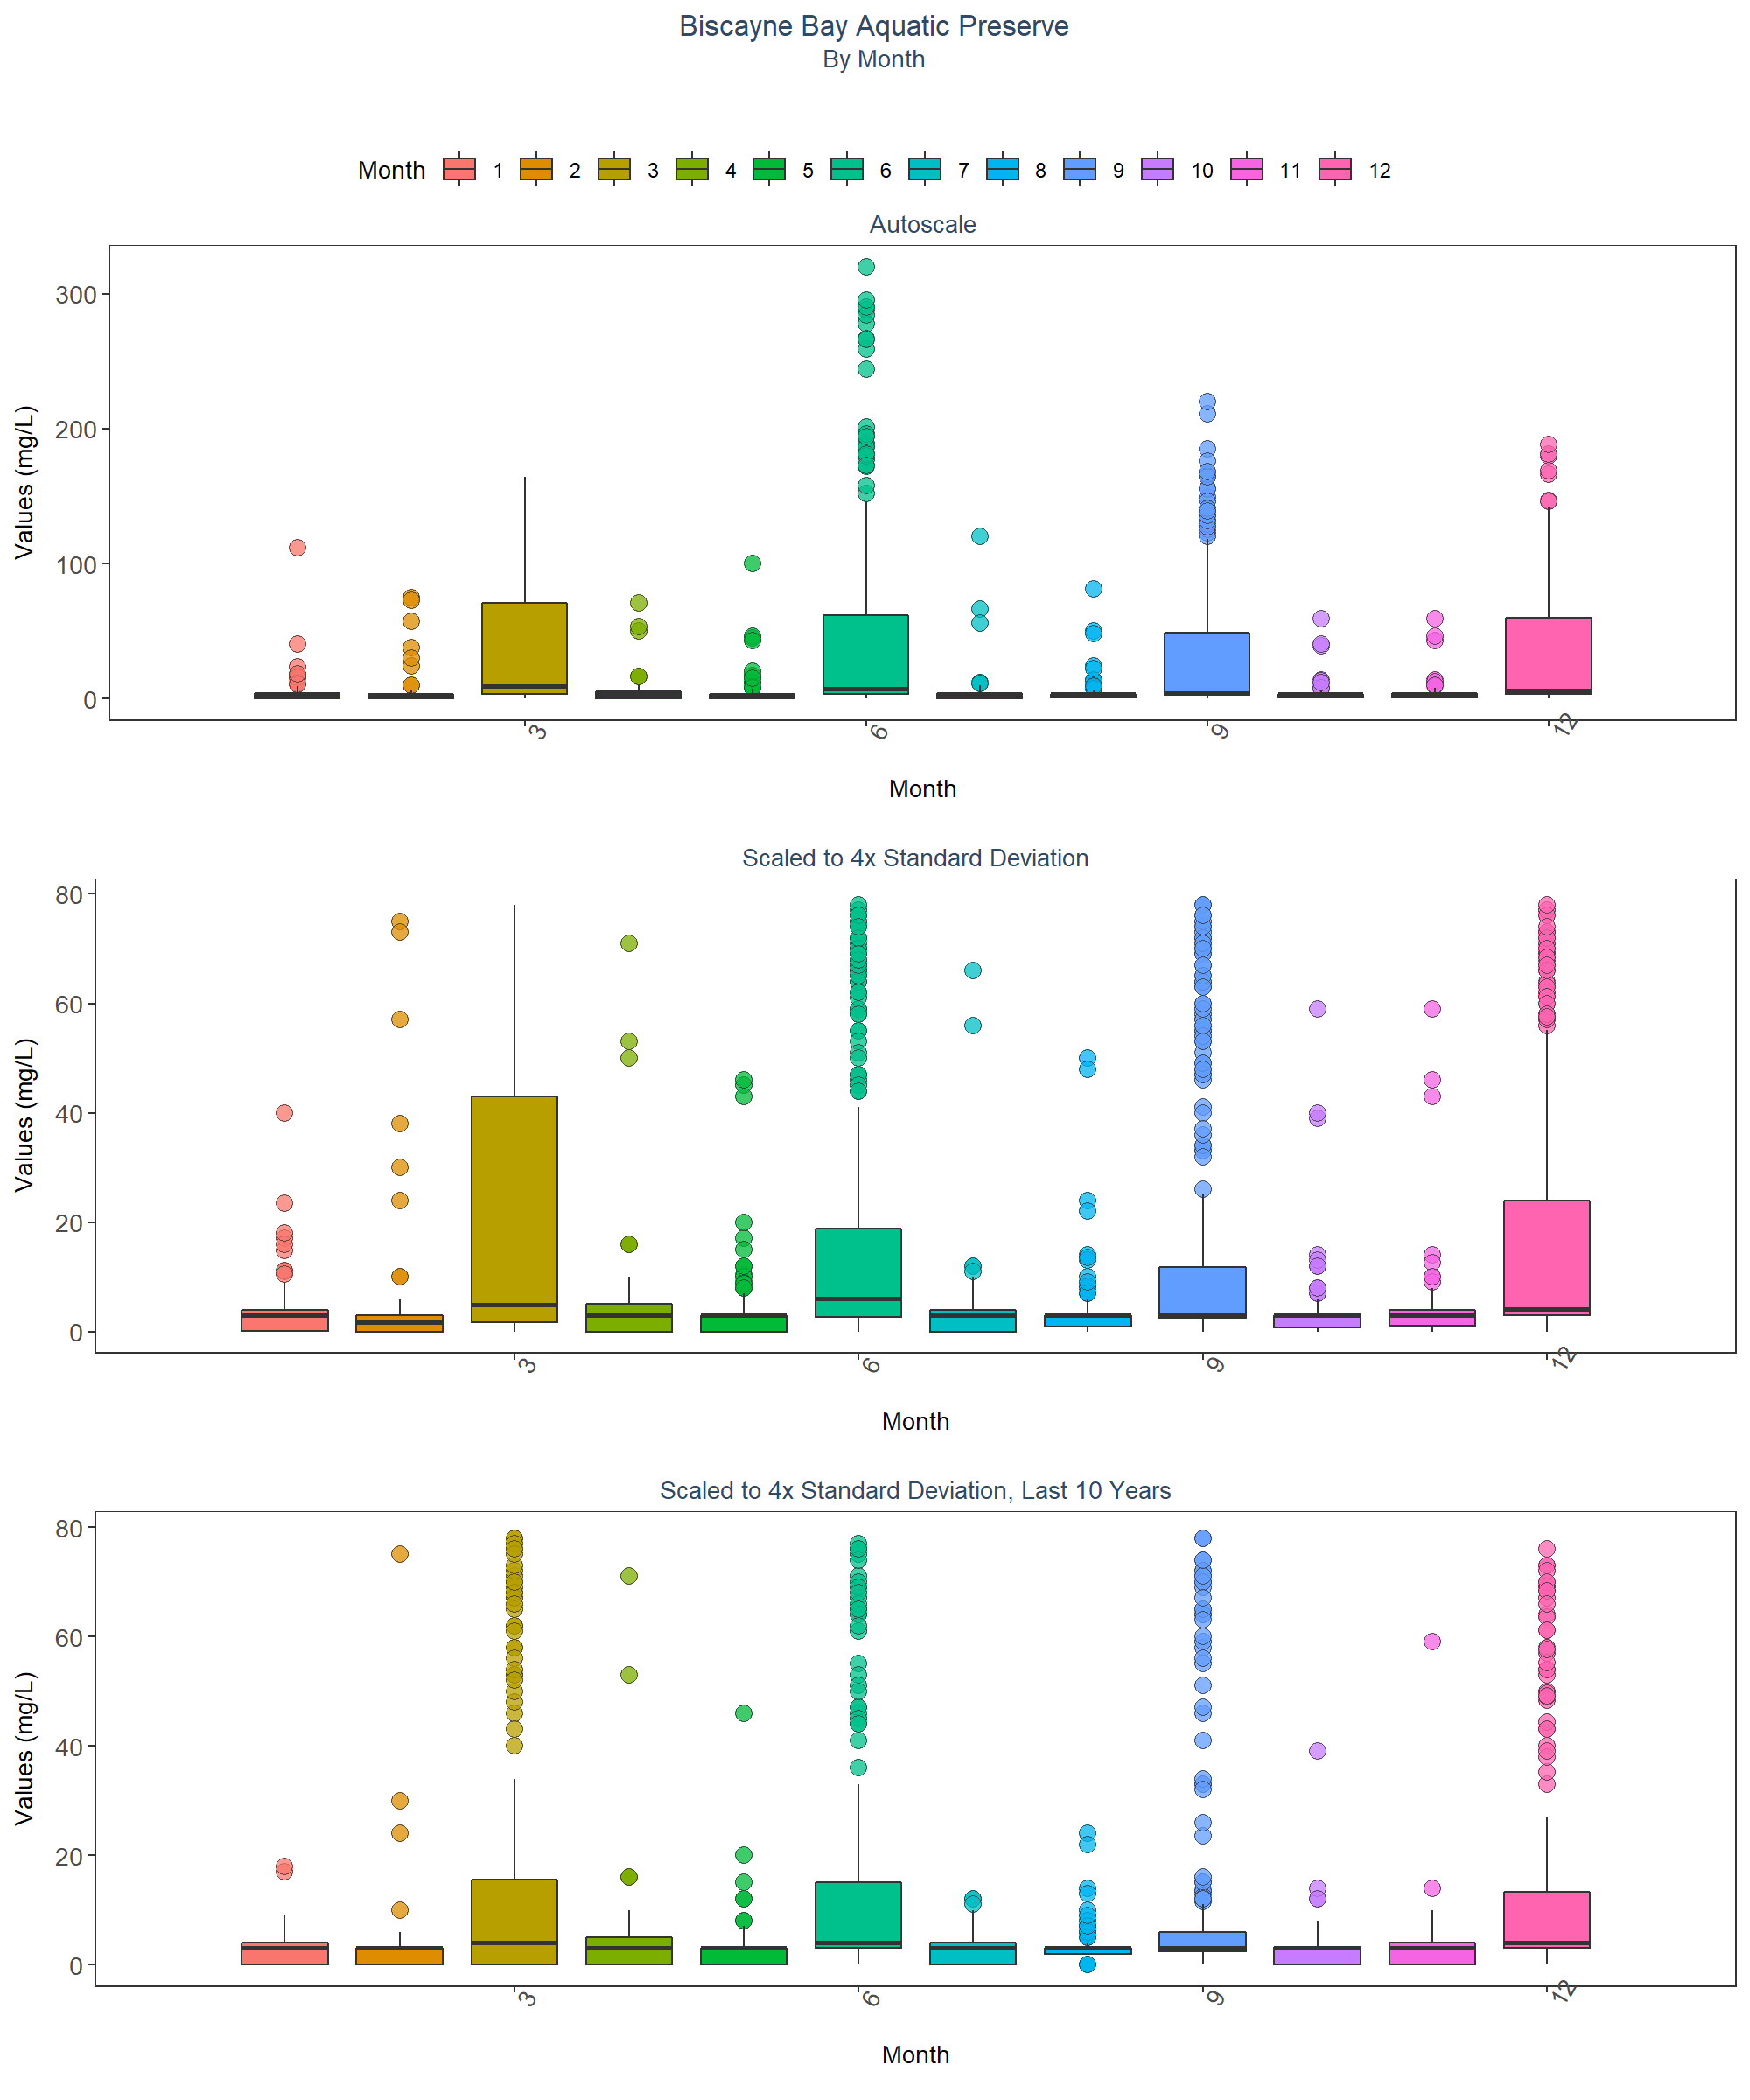 Biscayne Bay Aquatic Preserve
By Month
Month 1 2 3 4 5 6 7 8 9 10 11 12
Autoscale
Values (mg/L)
300
200
100
0
3 6 9 12
Month
Scaled to 4x Standard Deviation
Values (mg/L)
80
60
40
20
0
3 6 9 12
Month
Scaled to 4x Standard Deviation, Last 10 Years
Values (mg/L)
80
60
40
20
0
3 6 9 12
Month